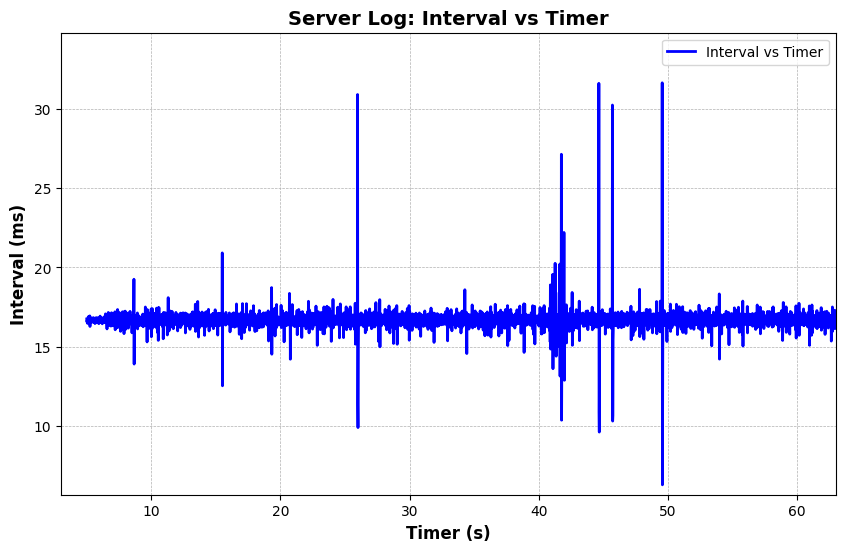 Server Log: Interval vs Timer
Interval vs Timer
Interval (ms)
30
25
20
15
10
10 20 30 40 50 60
Timer (s)